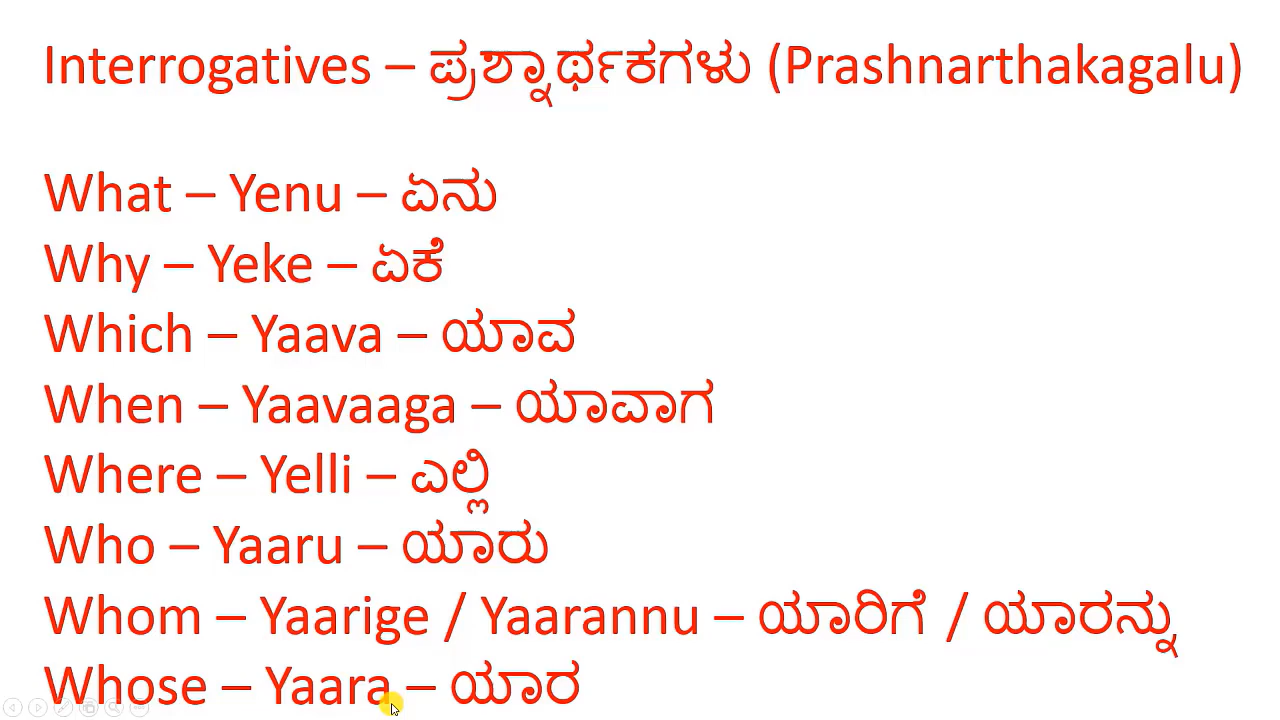 Interrogatives – ಪ್ರಶ್ನಾರ್ಥಕಗಳು (Prashnarthakagalu)
What – Yenu – ಏನು
Why – Yeke – ಏಕೆ
Which – Yaava – ಯಾವ
When – Yaavaaga – ಯಾವಾಗ
Where – Yelli – ಎಲ್ಲಿ
Who – Yaaru – ಯಾರು
Whom – Yaarige / Yaarannu – ಯಾರಿಗೆ / ಯಾರನ್ನು
Whose – Yaara – ಯಾರ